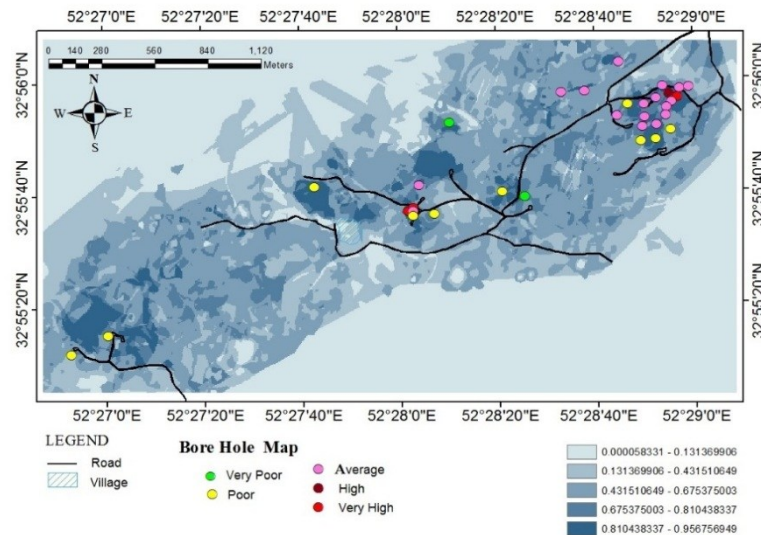 52°27'0"E 52°27'20"E 52°27'40"E 52°28'0"E 52°28'20"E 52°28'40"E 52°29'0"E
0 140 280 560 840 1,120
Meters
N
W E
S
32°56'0"N 32°56'0"N
32°55'40"N 32°55'40"N
32°55'20"N 32°55'20"N
52°27'0"E 52°27'20"E 52°27'40"E 52°28'0"E 52°28'20"E 52°28'40"E 52°29'0"E
LEGEND
Road
Village
Bore Hole Map
Very Poor
Poor
Average
High
Very High
0.000058331 - 0.131369906
0.131369906 - 0.431510649
0.431510649 - 0.675375003
0.675375003 - 0.810438337
0.810438337 - 0.956756949